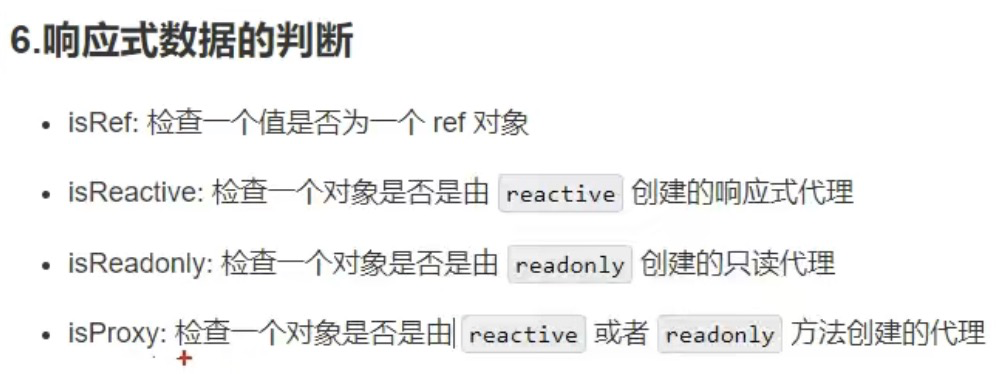 6.响应式数据的判断
isRef: 检查一个值是否为一个 ref 对象
isReactive: 检查一个对象是否是由 reactive 创建的响应式代理
isReadonly: 检查一个对象是否是由 readonly 创建的只读代理
isProxy: 检查一个对象是否是由 reactive 或者 readonly 方法创建的代理